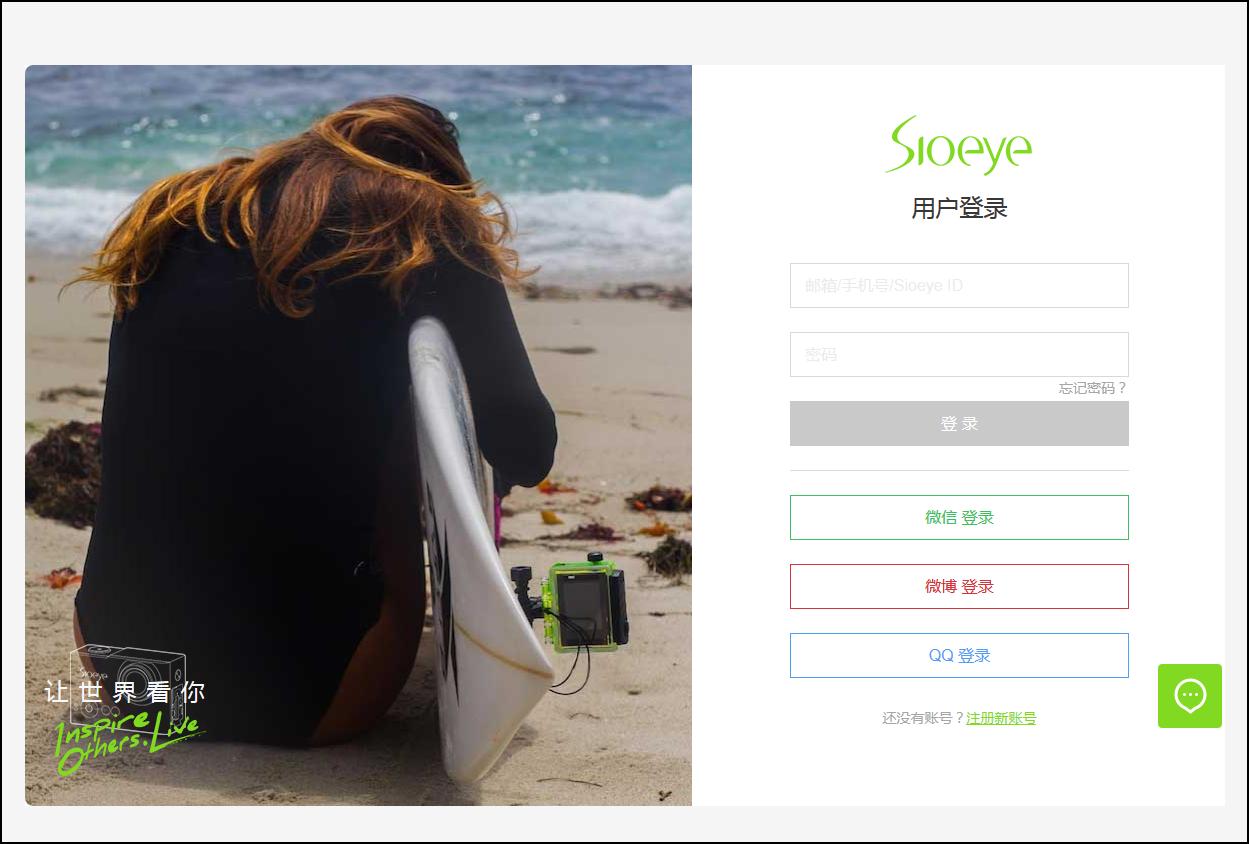 Sioeye
用户登录
邮箱/手机号/Sioeye ID
密码
忘记密码？
登 录
微信 登录
微博 登录
QQ 登录
还没有账号？注册新账号
Sioeye
让世界看你
Inspire
Others.Live